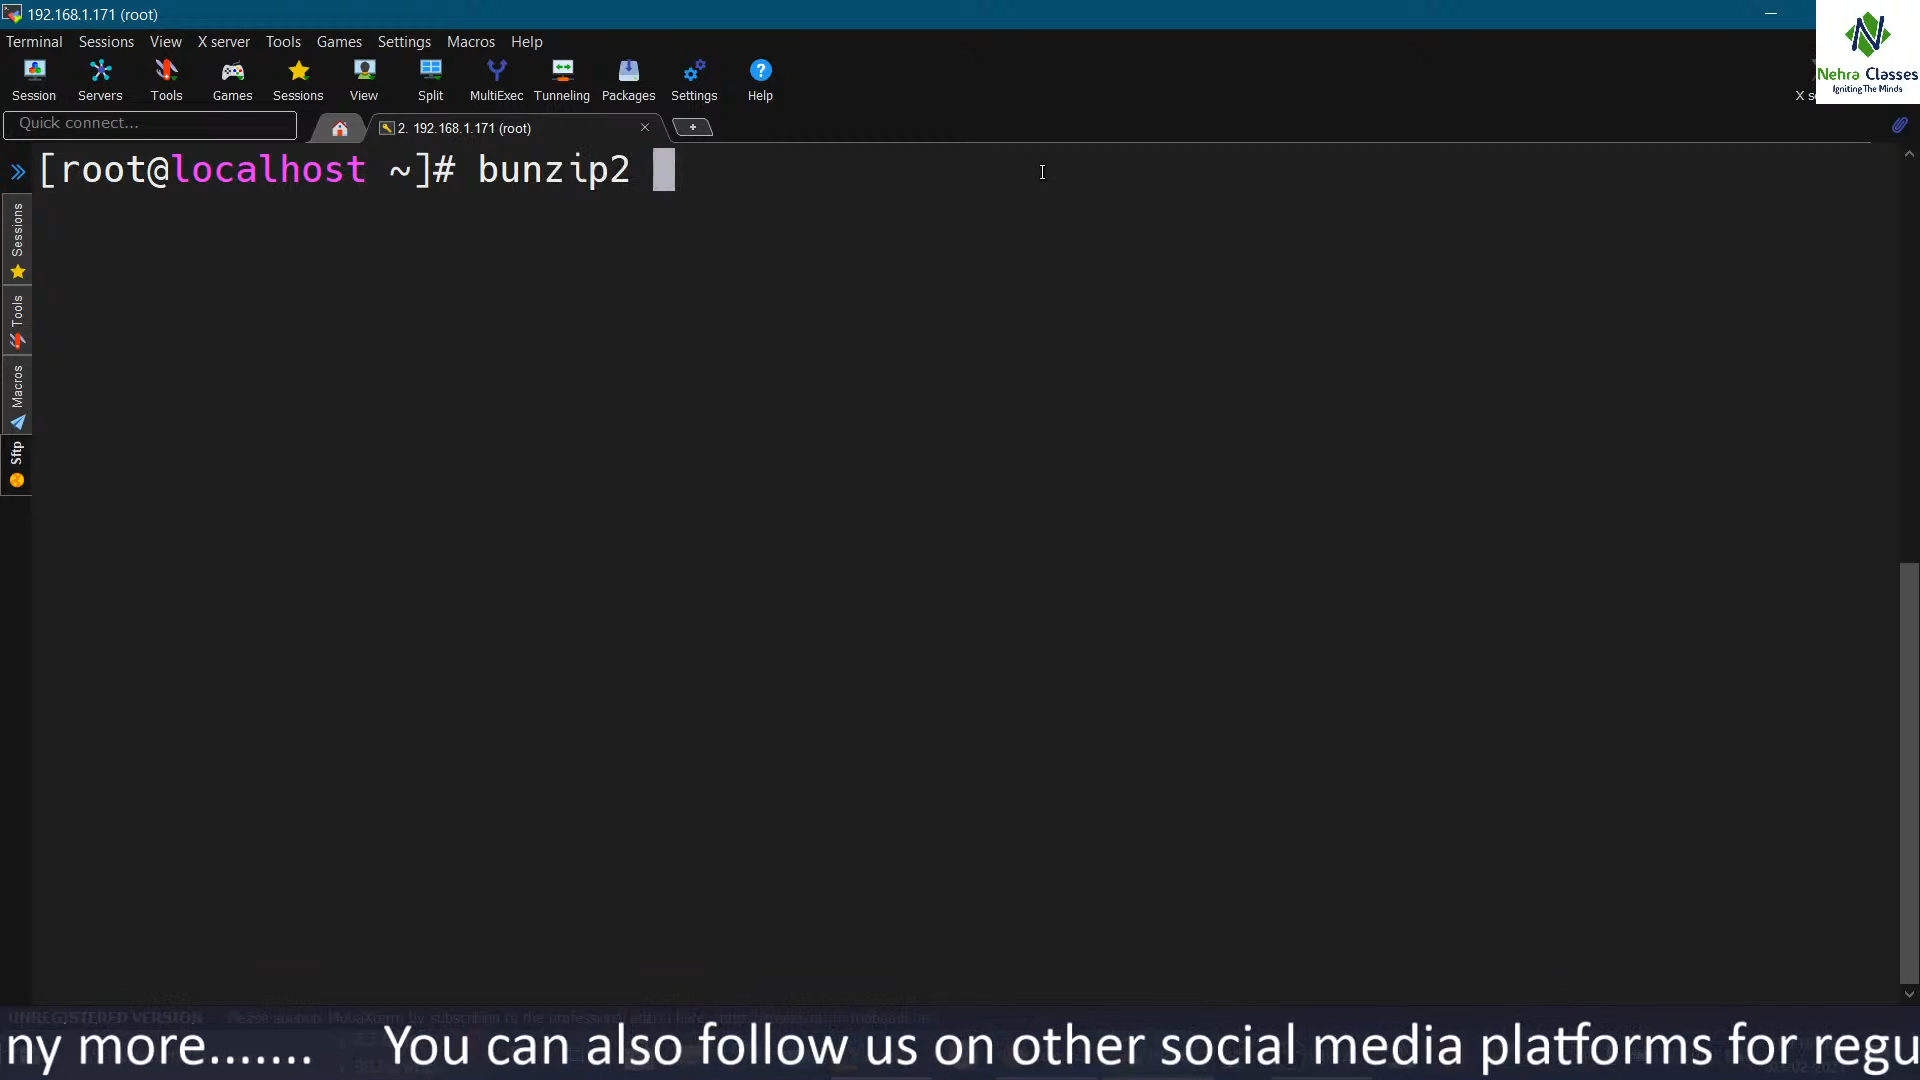 192.168.1.171 (root)
Terminal Sessions View X server Tools Games Settings Macros Help
Session Servers Tools Games Sessions View Split MultiExec Tunneling Packages Settings Help
Nehra Classes
Igniting The Minds
Quick connect...
2. 192.168.1.171 (root)
[root@localhost ~]# bunzip2
Sessions
Tools
Macros
Sftp
UNREGISTERED VERSION
ny more....... You can also follow us on other social media platforms for regu